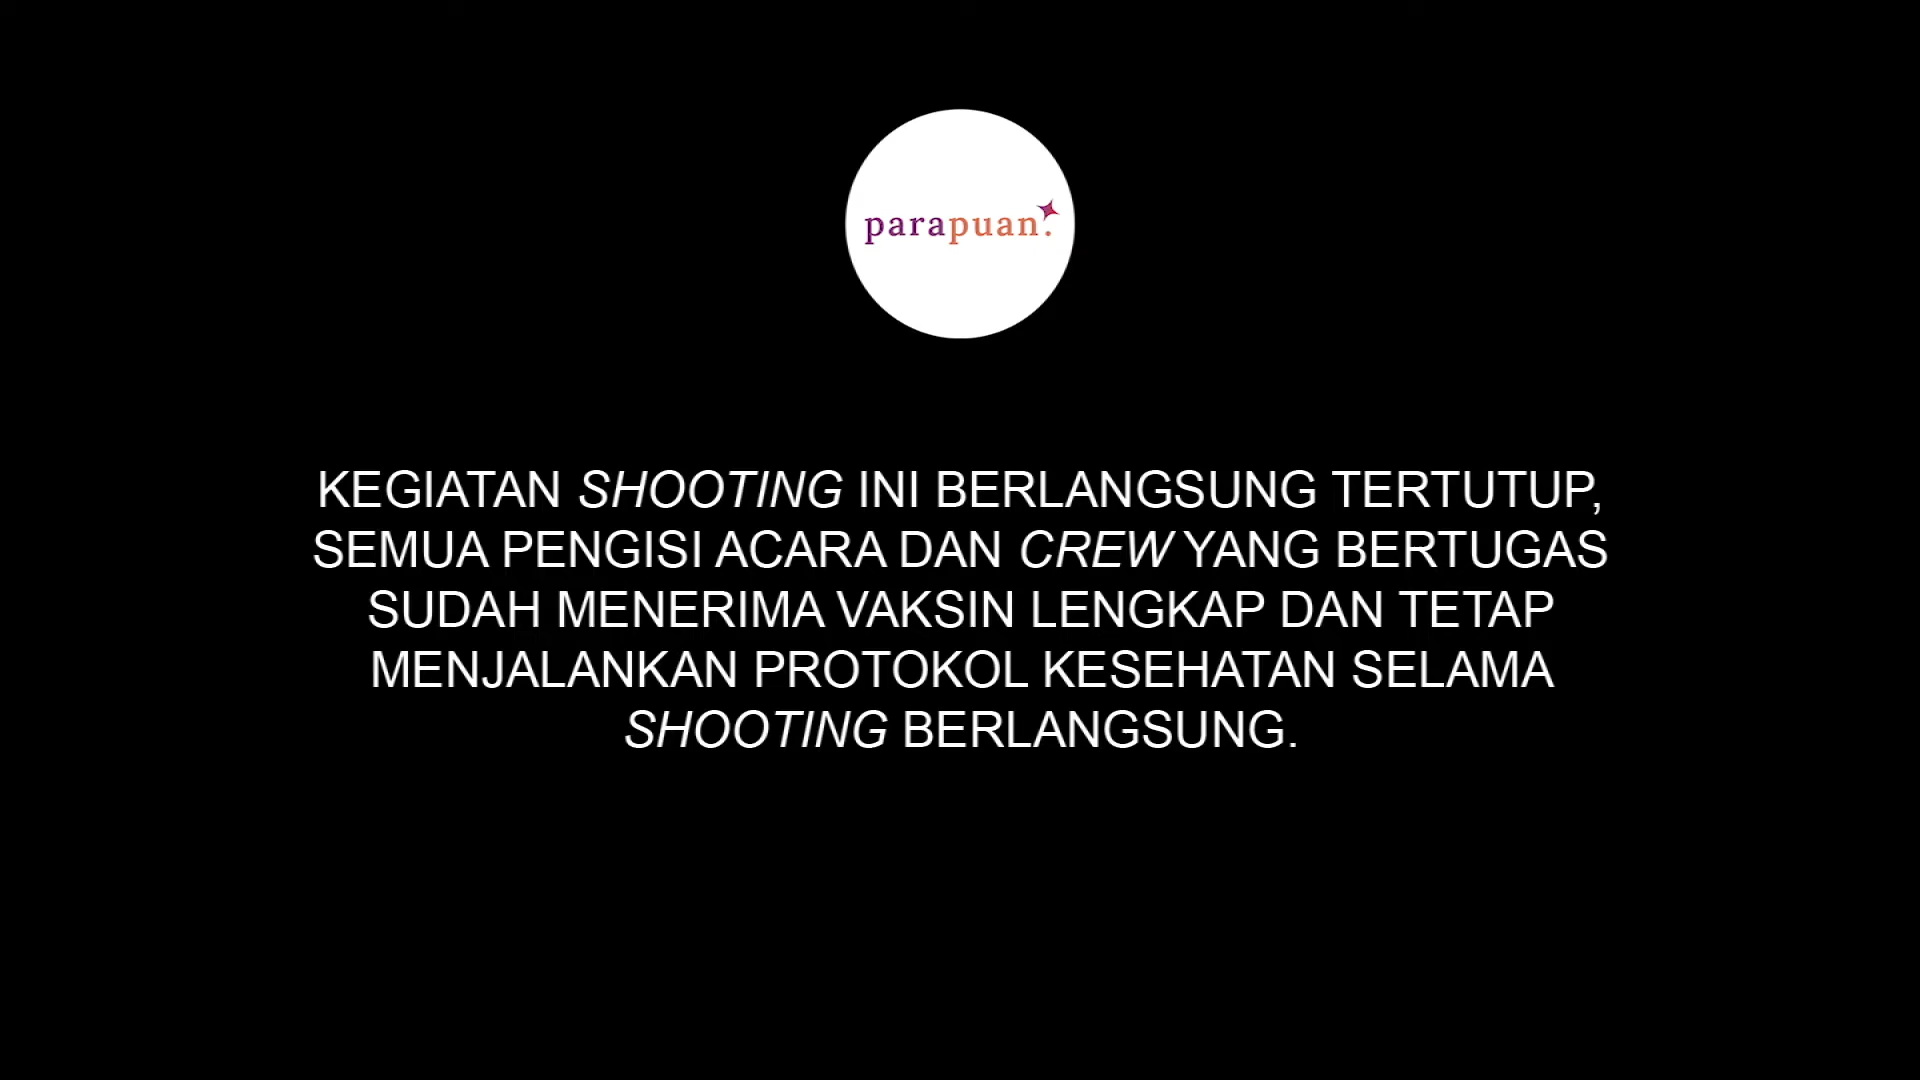 parapuan.
KEGIATAN SHOOTING INI BERLANGSUNG TERTUTUP,
SEMUA PENGISI ACARA DAN CREW YANG BERTUGAS
SUDAH MENERIMA VAKSIN LENGKAP DAN TETAP
MENJALANKAN PROTOKOL KESEHATAN SELAMA
SHOOTING BERLANGSUNG.